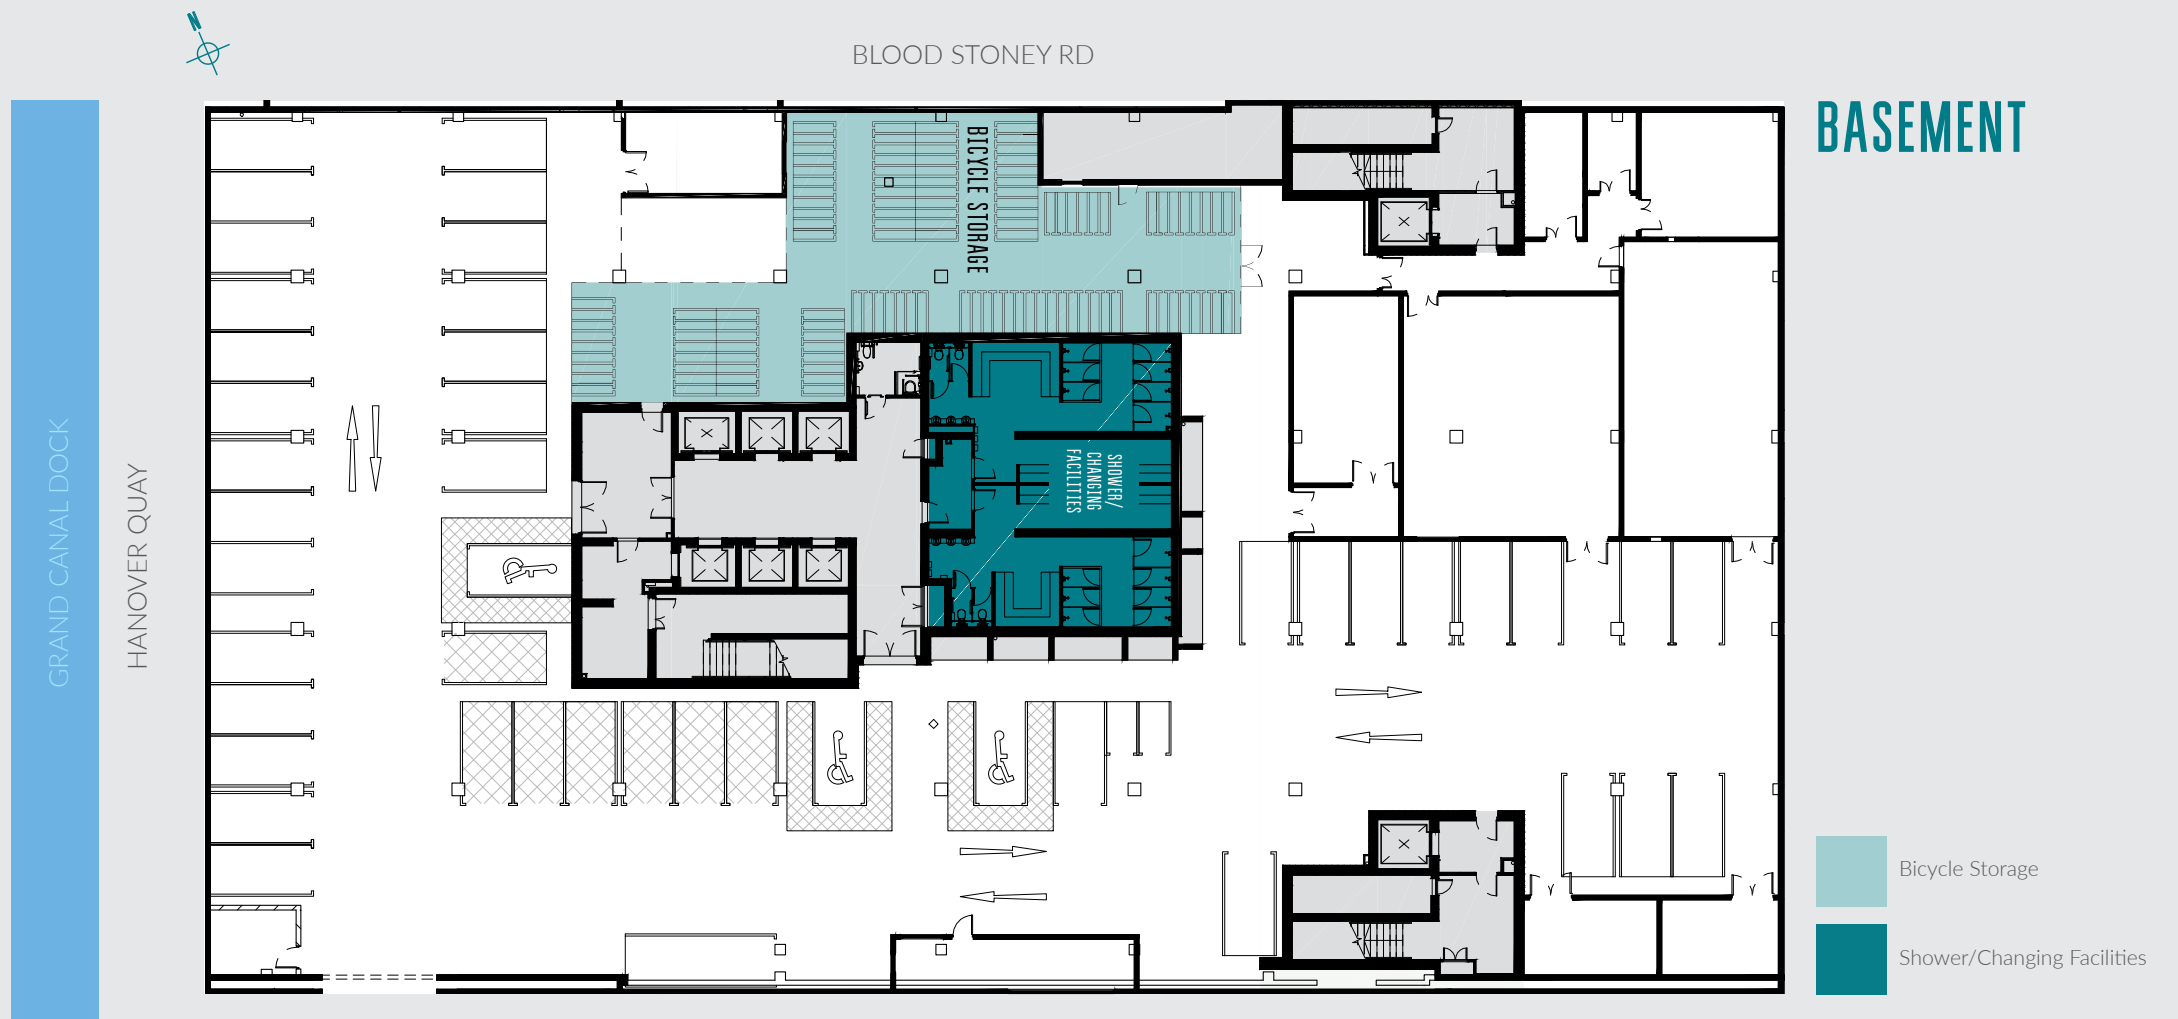 N
BLOOD STONEY RD
BASEMENT
BICYCLE STORAGE
SHOWER/
CHANGING
FACILITIES
GRAND CANAL DOCK
HANOVER QUAY
Bicycle Storage
Shower/Changing Facilities